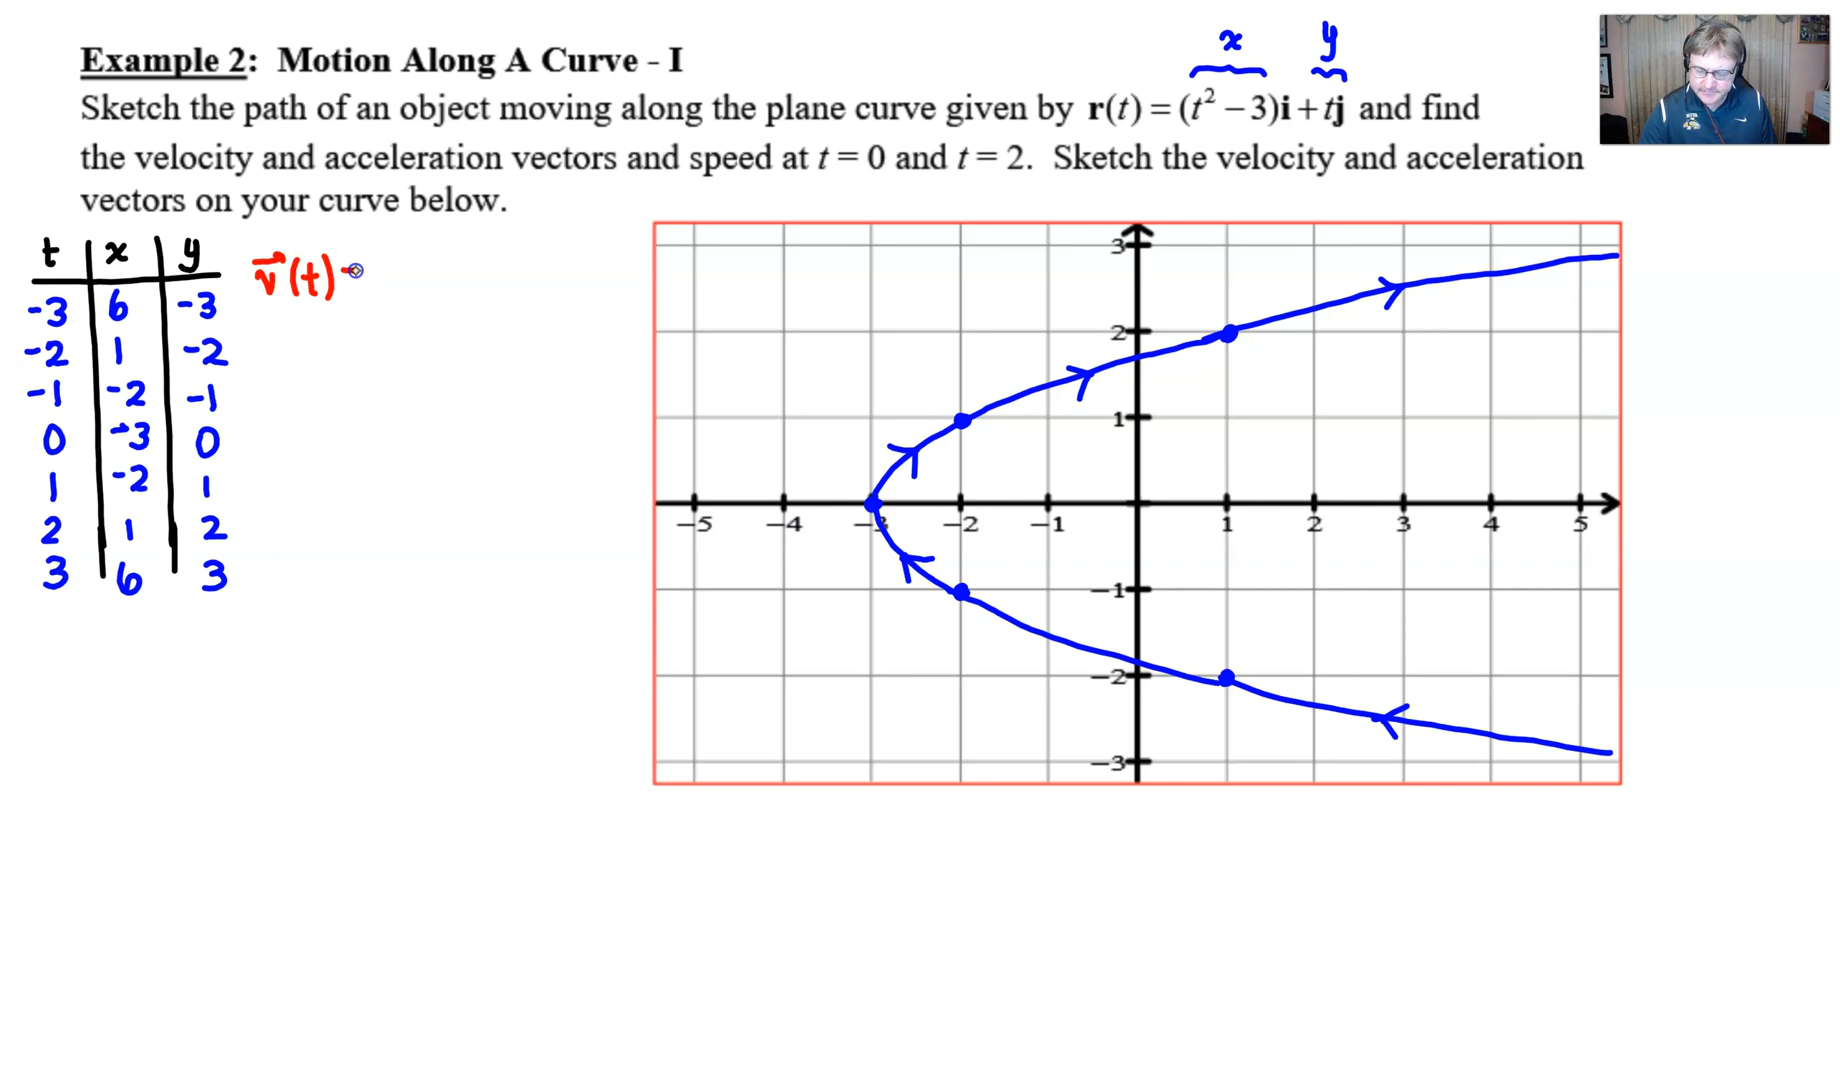 x y
Example 2: Motion Along A Curve - I
Sketch the path of an object moving along the plane curve given by r(t) = (t² − 3)i + tj and find
the velocity and acceleration vectors and speed at t = 0 and t = 2. Sketch the velocity and acceleration
vectors on your curve below.
t x y
-3 6 -3
-2 1 -2
-1 -2 -1
0 -3 0
1 -2 1
2 1 2
3 6 3
v⃗(t)
3
2
1
−5 −4 −3 −2 −1 1 2 3 4 5
−1
−2
−3